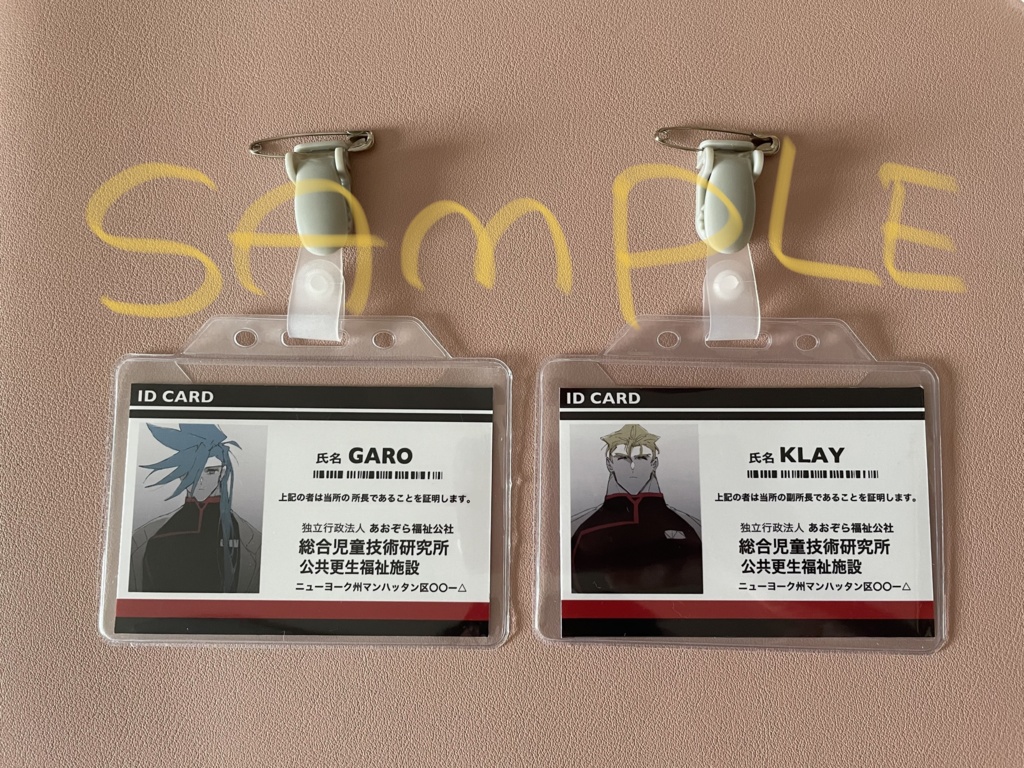 SAMPLE
ID CARD
氏名 GARO
上記の者は当所の 所長であることを証明します。
独立行政法人 あおぞら福祉公社
総合児童技術研究所
公共更生福祉施設
ニューヨーク州マンハッタン区〇〇ー△
ID CARD
氏名 KLAY
上記の者は当所の副所長であることを証明します。
独立行政法人 あおぞら福祉公社
総合児童技術研究所
公共更生福祉施設
ニューヨーク州マンハッタン区〇〇ー△